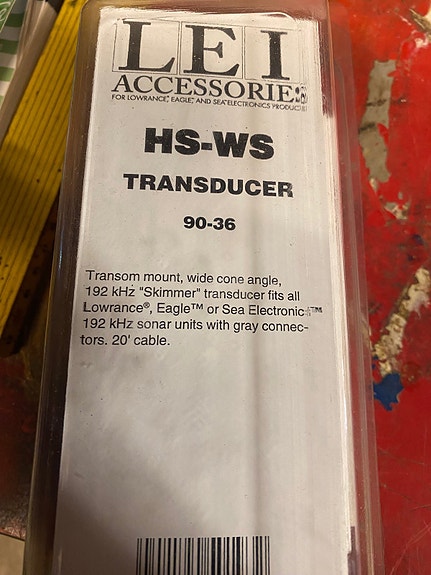 LEI
ACCESSORIES
FOR LOWRANCE, EAGLE, AND SEA ELECTRONICS PRODUCTS
HS-WS
TRANSDUCER
90-36
Transom mount, wide cone angle,
192 kHz "Skimmer" transducer fits all
Lowrance®, Eagle™ or Sea Electronics™
192 kHz sonar units with gray connec-
tors. 20' cable.